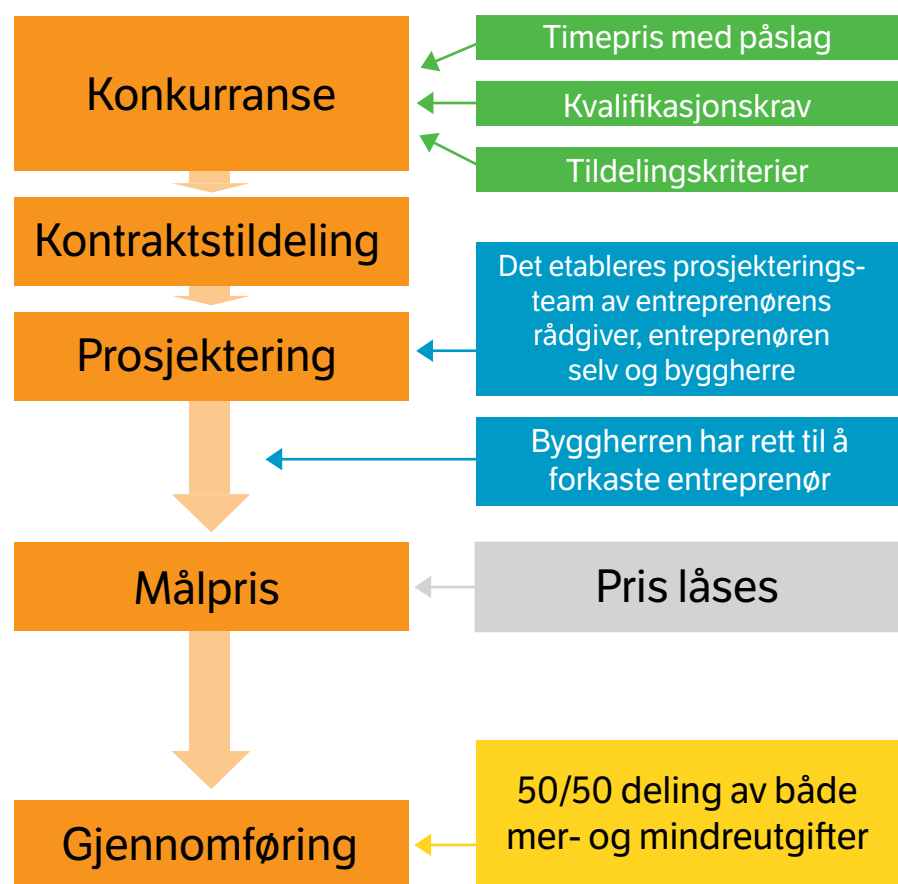 Konkurranse
Timepris med påslag
Kvalifikasjonskrav
Tildelingskriterier
Kontraktstildeling
Prosjektering
Det etableres prosjekterings-
team av entreprenørens
rådgiver, entreprenøren
selv og byggherre
Byggherren har rett til å
forkaste entreprenør
Målpris
Pris låses
Gjennomføring
50/50 deling av både
mer- og mindreutgifter